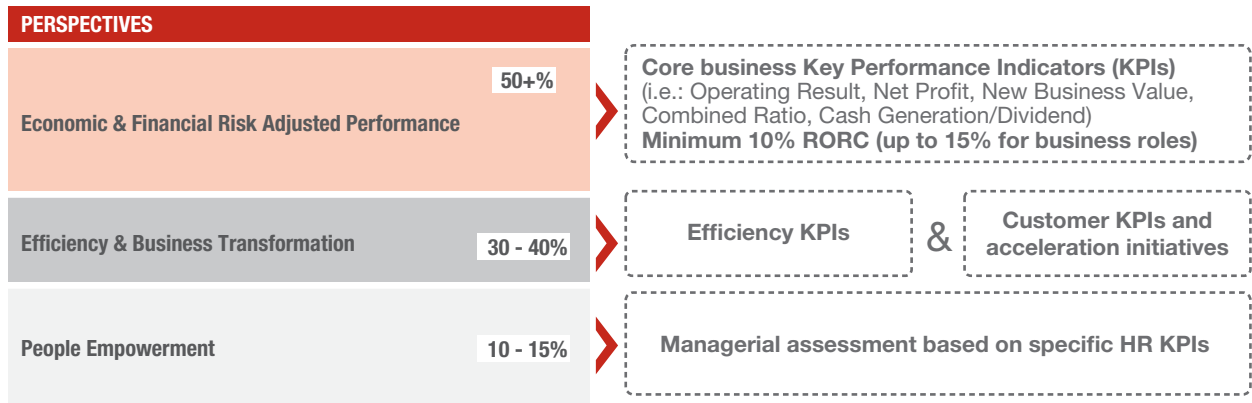 PERSPECTIVES
50+%
Economic & Financial Risk Adjusted Performance
Core business Key Performance Indicators (KPIs)
(i.e.: Operating Result, Net Profit, New Business Value,
Combined Ratio, Cash Generation/Dividend)
Minimum 10% RORC (up to 15% for business roles)
Efficiency & Business Transformation
30 - 40%
Efficiency KPIs
&
Customer KPIs and
acceleration initiatives
People Empowerment
10 - 15%
Managerial assessment based on specific HR KPIs